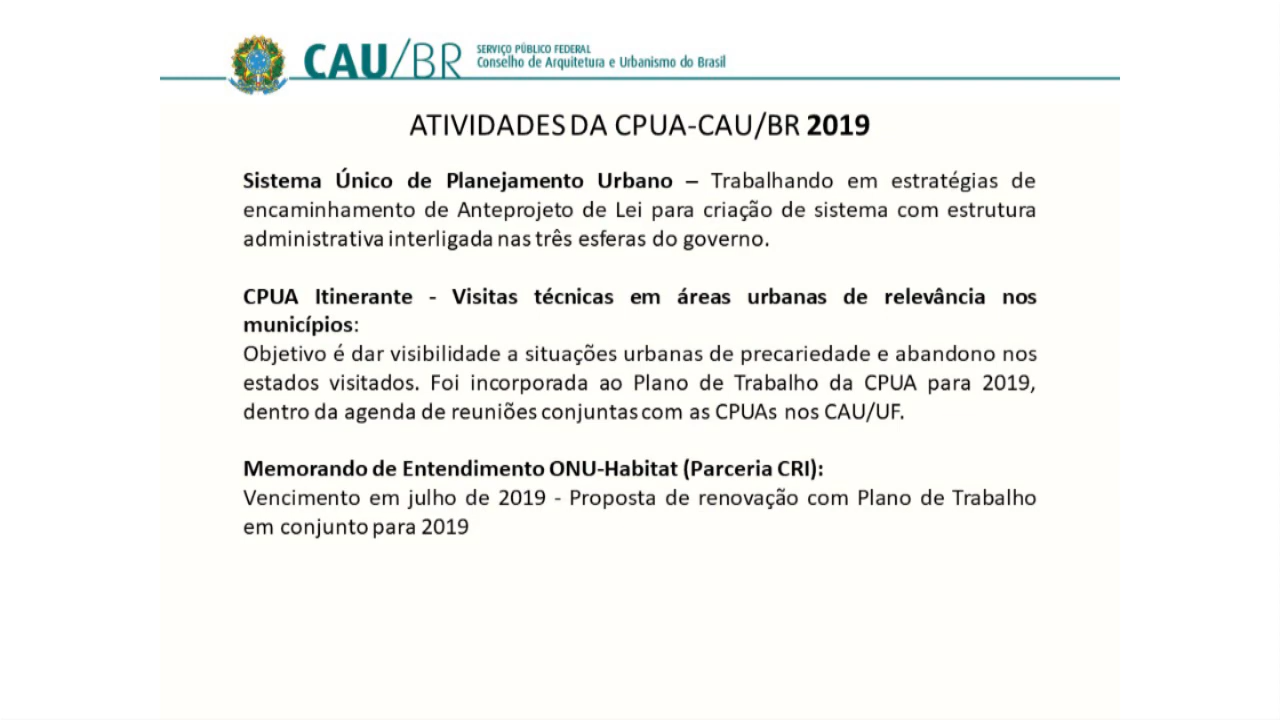 CAU/BR
SERVIÇO PÚBLICO FEDERAL
Conselho de Arquitetura e Urbanismo do Brasil
ATIVIDADES DA CPUA-CAU/BR 2019
Sistema Único de Planejamento Urbano – Trabalhando em estratégias de
encaminhamento de Anteprojeto de Lei para criação de sistema com estrutura
administrativa interligada nas três esferas do governo.
CPUA Itinerante - Visitas técnicas em áreas urbanas de relevância nos
municípios:
Objetivo é dar visibilidade a situações urbanas de precariedade e abandono nos
estados visitados. Foi incorporada ao Plano de Trabalho da CPUA para 2019,
dentro da agenda de reuniões conjuntas com as CPUAs nos CAU/UF.
Memorando de Entendimento ONU-Habitat (Parceria CRI):
Vencimento em julho de 2019 - Proposta de renovação com Plano de Trabalho
em conjunto para 2019